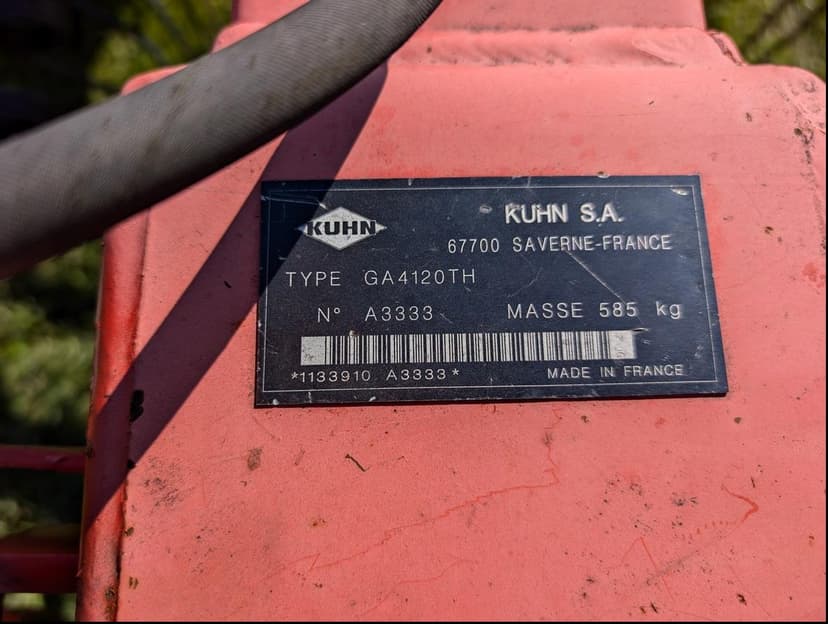 KUHN
KUHN S.A.
67700 SAVERNE-FRANCE
TYPE GA4120TH
N° A3333 MASSE 585 kg
*1133910 A3333*
MADE IN FRANCE